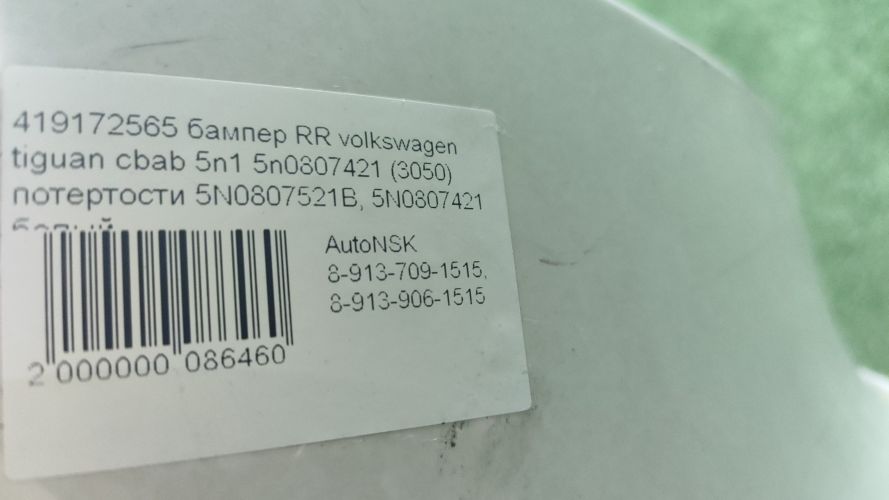 419172565 бампер RR volkswagen
tiguan cbab 5n1 5n0807421 (3050)
потертости 5N0807521B, 5N0807421
AutoNSK
8-913-709-1515,
8-913-906-1515
2 000000 086460